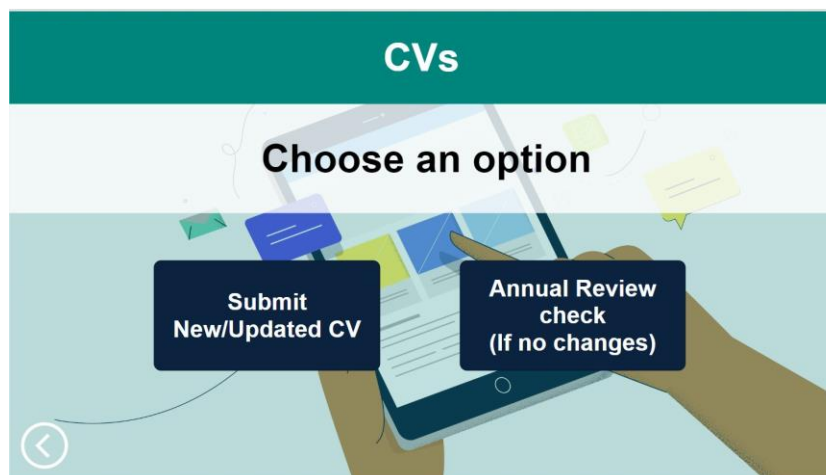 CVs
Choose an option
Submit
New/Updated CV
Annual Review
check
(If no changes)